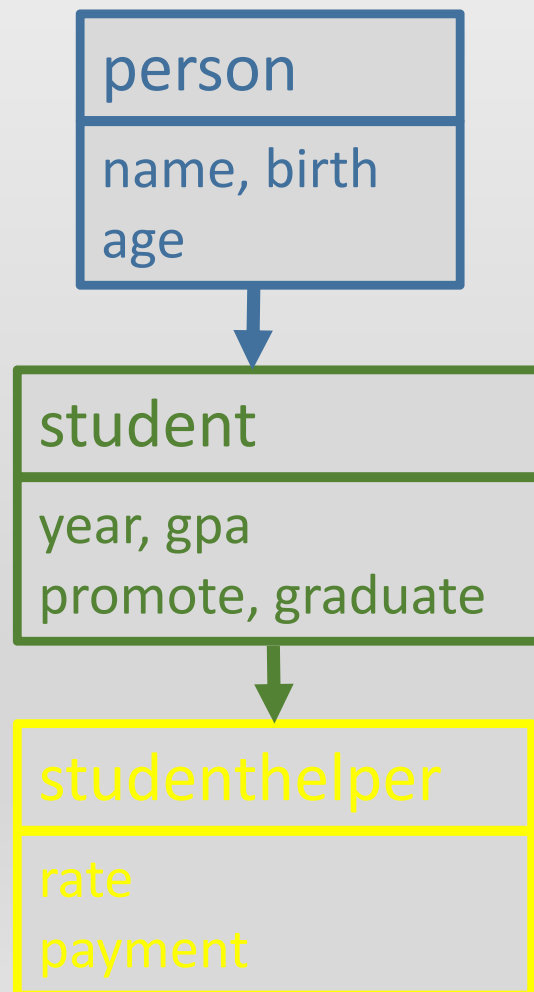 person
name, birth
age
student
year, gpa
promote, graduate
studenthelper
rate
payment